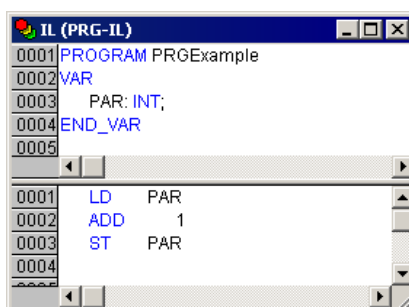 IL (PRG-IL)
0001 PROGRAM PRGExample
0002 VAR
0003 PAR: INT;
0004 END_VAR
0005
0001 LD PAR
0002 ADD 1
0003 ST PAR
0004